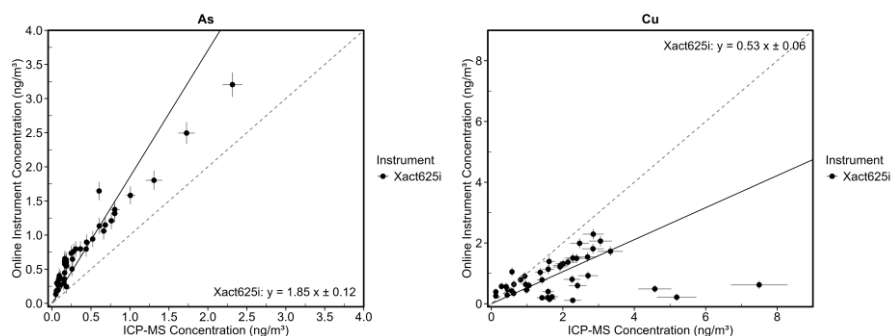 As
Online Instrument Concentration (ng/m³)
4.0
3.5
3.0
2.5
2.0
1.5
1.0
0.5
0.0
Xact625i: y = 1.85 x ± 0.12
0.0 0.5 1.0 1.5 2.0 2.5 3.0 3.5 4.0
ICP-MS Concentration (ng/m³)
Instrument
Xact625i
Cu
Online Instrument Concentration (ng/m³)
Xact625i: y = 0.53 x ± 0.06
8
6
4
2
0
0 2 4 6 8
ICP-MS Concentration (ng/m³)
Instrument
Xact625i